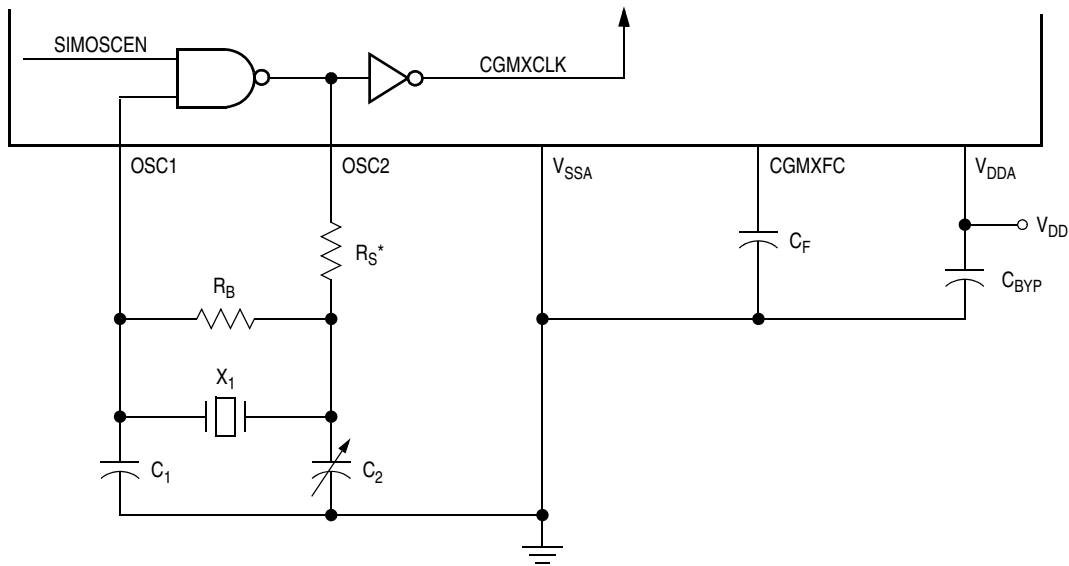 SIMOSCEN
CGMXCLK
OSC1
OSC2
VSSA
CGMXFC
VDDA
VDD
RS*
CF
CBYP
RB
X1
C1
C2